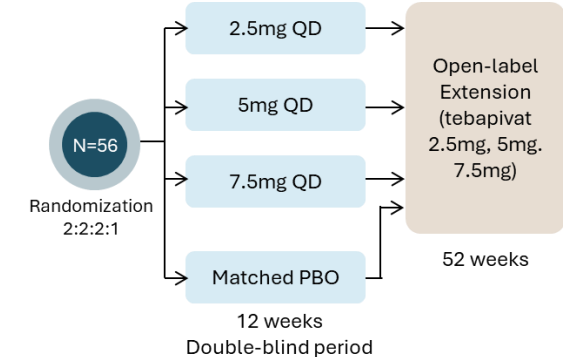 N=56
Randomization
2:2:2:1
2.5mg QD
5mg QD
7.5mg QD
Matched PBO
12 weeks
Double-blind period
Open-label
Extension
(tebapivat
2.5mg, 5mg.
7.5mg)
52 weeks